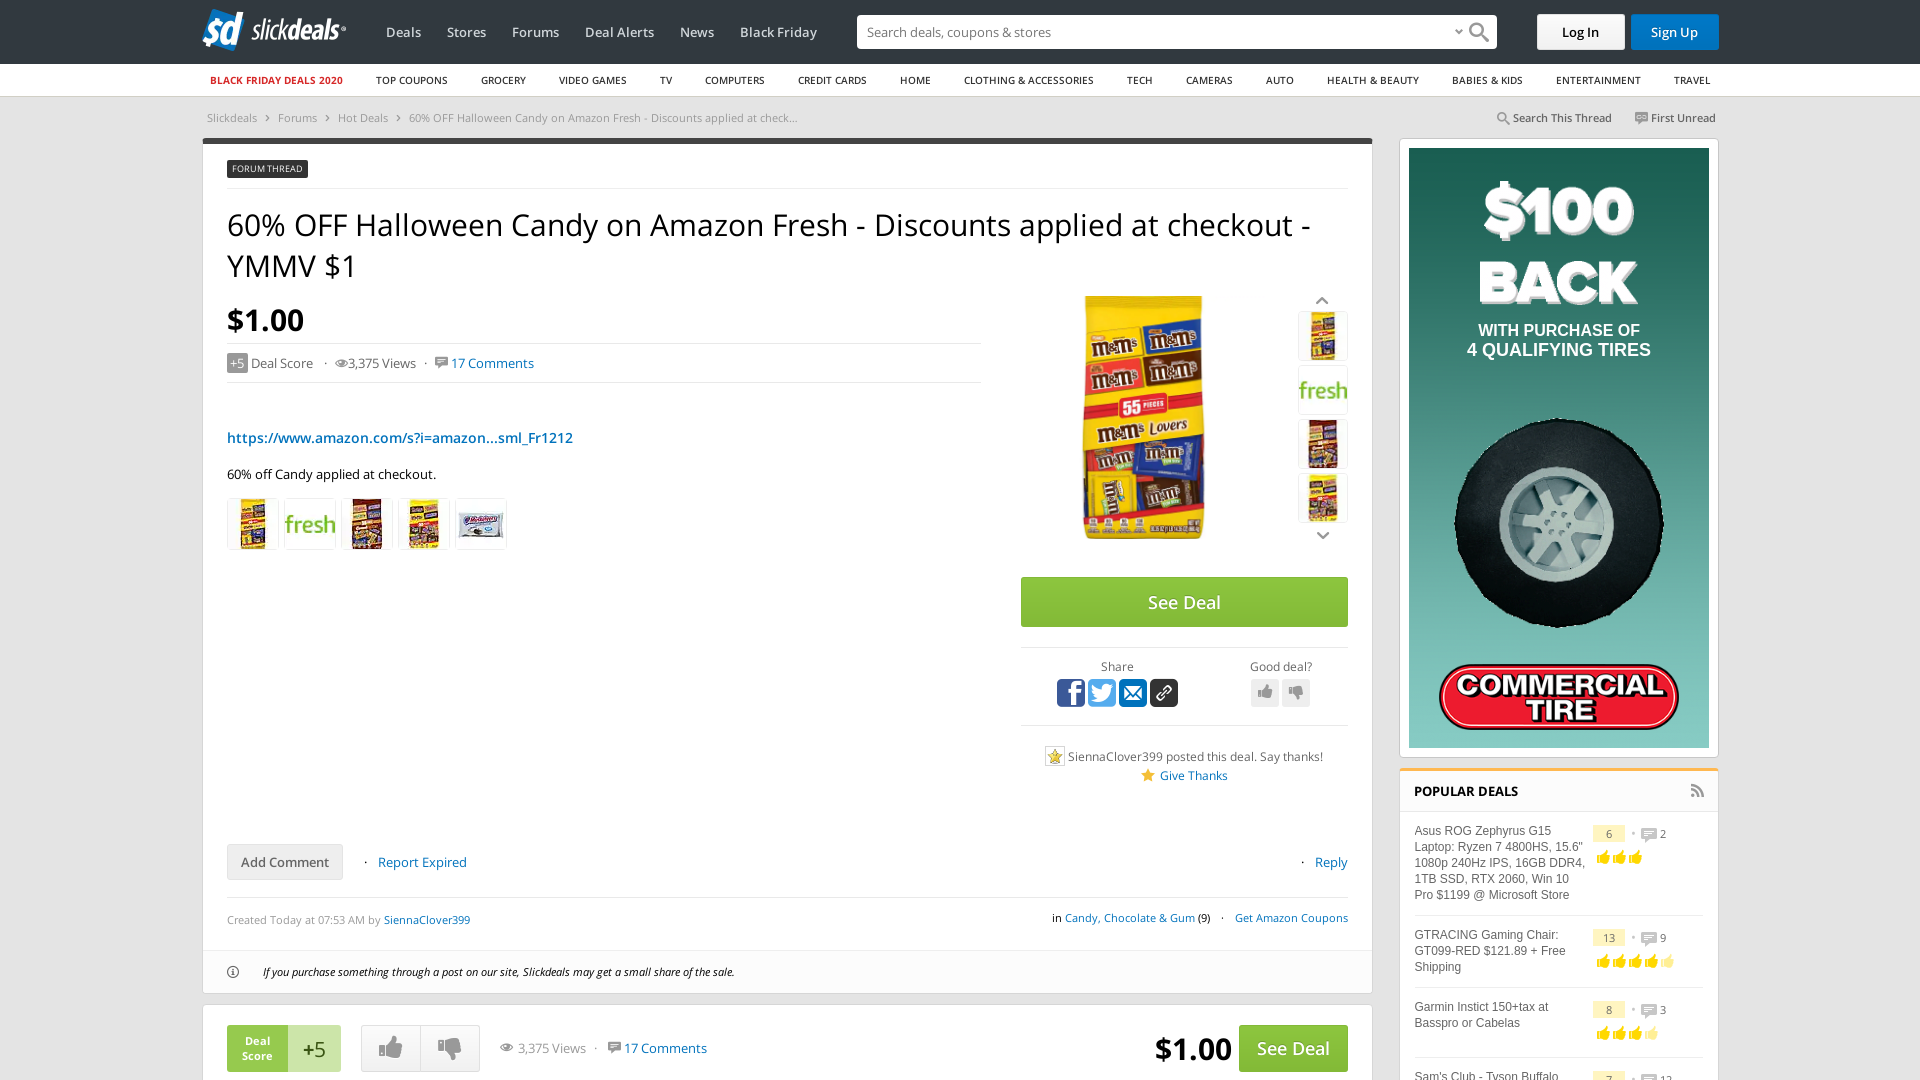 sd slickdeals
Deals
Stores
Forums
Deal Alerts
News
Black Friday
Search deals, coupons & stores
Log In
Sign Up
BLACK FRIDAY DEALS 2020
TOP COUPONS
GROCERY
VIDEO GAMES
TV
COMPUTERS
CREDIT CARDS
HOME
CLOTHING & ACCESSORIES
TECH
CAMERAS
AUTO
HEALTH & BEAUTY
BABIES & KIDS
ENTERTAINMENT
TRAVEL
Slickdeals › Forums › Hot Deals › 60% OFF Halloween Candy on Amazon Fresh - Discounts applied at check...
Search This Thread
First Unread
FORUM THREAD
60% OFF Halloween Candy on Amazon Fresh - Discounts applied at checkout -
YMMV $1
$1.00
+5 Deal Score · 3,375 Views · 17 Comments
https://www.amazon.com/s?i=amazon...sml_Fr1212
60% off Candy applied at checkout.
fresh
m&m's m&m's
m&m's m&m's
55 PIECES
m&m's Lovers
fresh
See Deal
Share
Good deal?
SiennaClover399 posted this deal. Say thanks!
Give Thanks
Add Comment
· Report Expired
· Reply
Created Today at 07:53 AM by SiennaClover399
in Candy, Chocolate & Gum (9) · Get Amazon Coupons
If you purchase something through a post on our site, Slickdeals may get a small share of the sale.
Deal
Score
+5
3,375 Views · 17 Comments
$1.00
See Deal
$100
BACK
WITH PURCHASE OF
4 QUALIFYING TIRES
COMMERCIAL
TIRE
POPULAR DEALS
Asus ROG Zephyrus G15
Laptop: Ryzen 7 4800HS, 15.6"
1080p 240Hz IPS, 16GB DDR4,
1TB SSD, RTX 2060, Win 10
Pro $1199 @ Microsoft Store
6 • 2
GTRACING Gaming Chair:
GT099-RED $121.89 + Free
Shipping
13 • 9
Garmin Instict 150+tax at
Basspro or Cabelas
8 • 3
Sam's Club - Tyson Buffalo
7 • 12